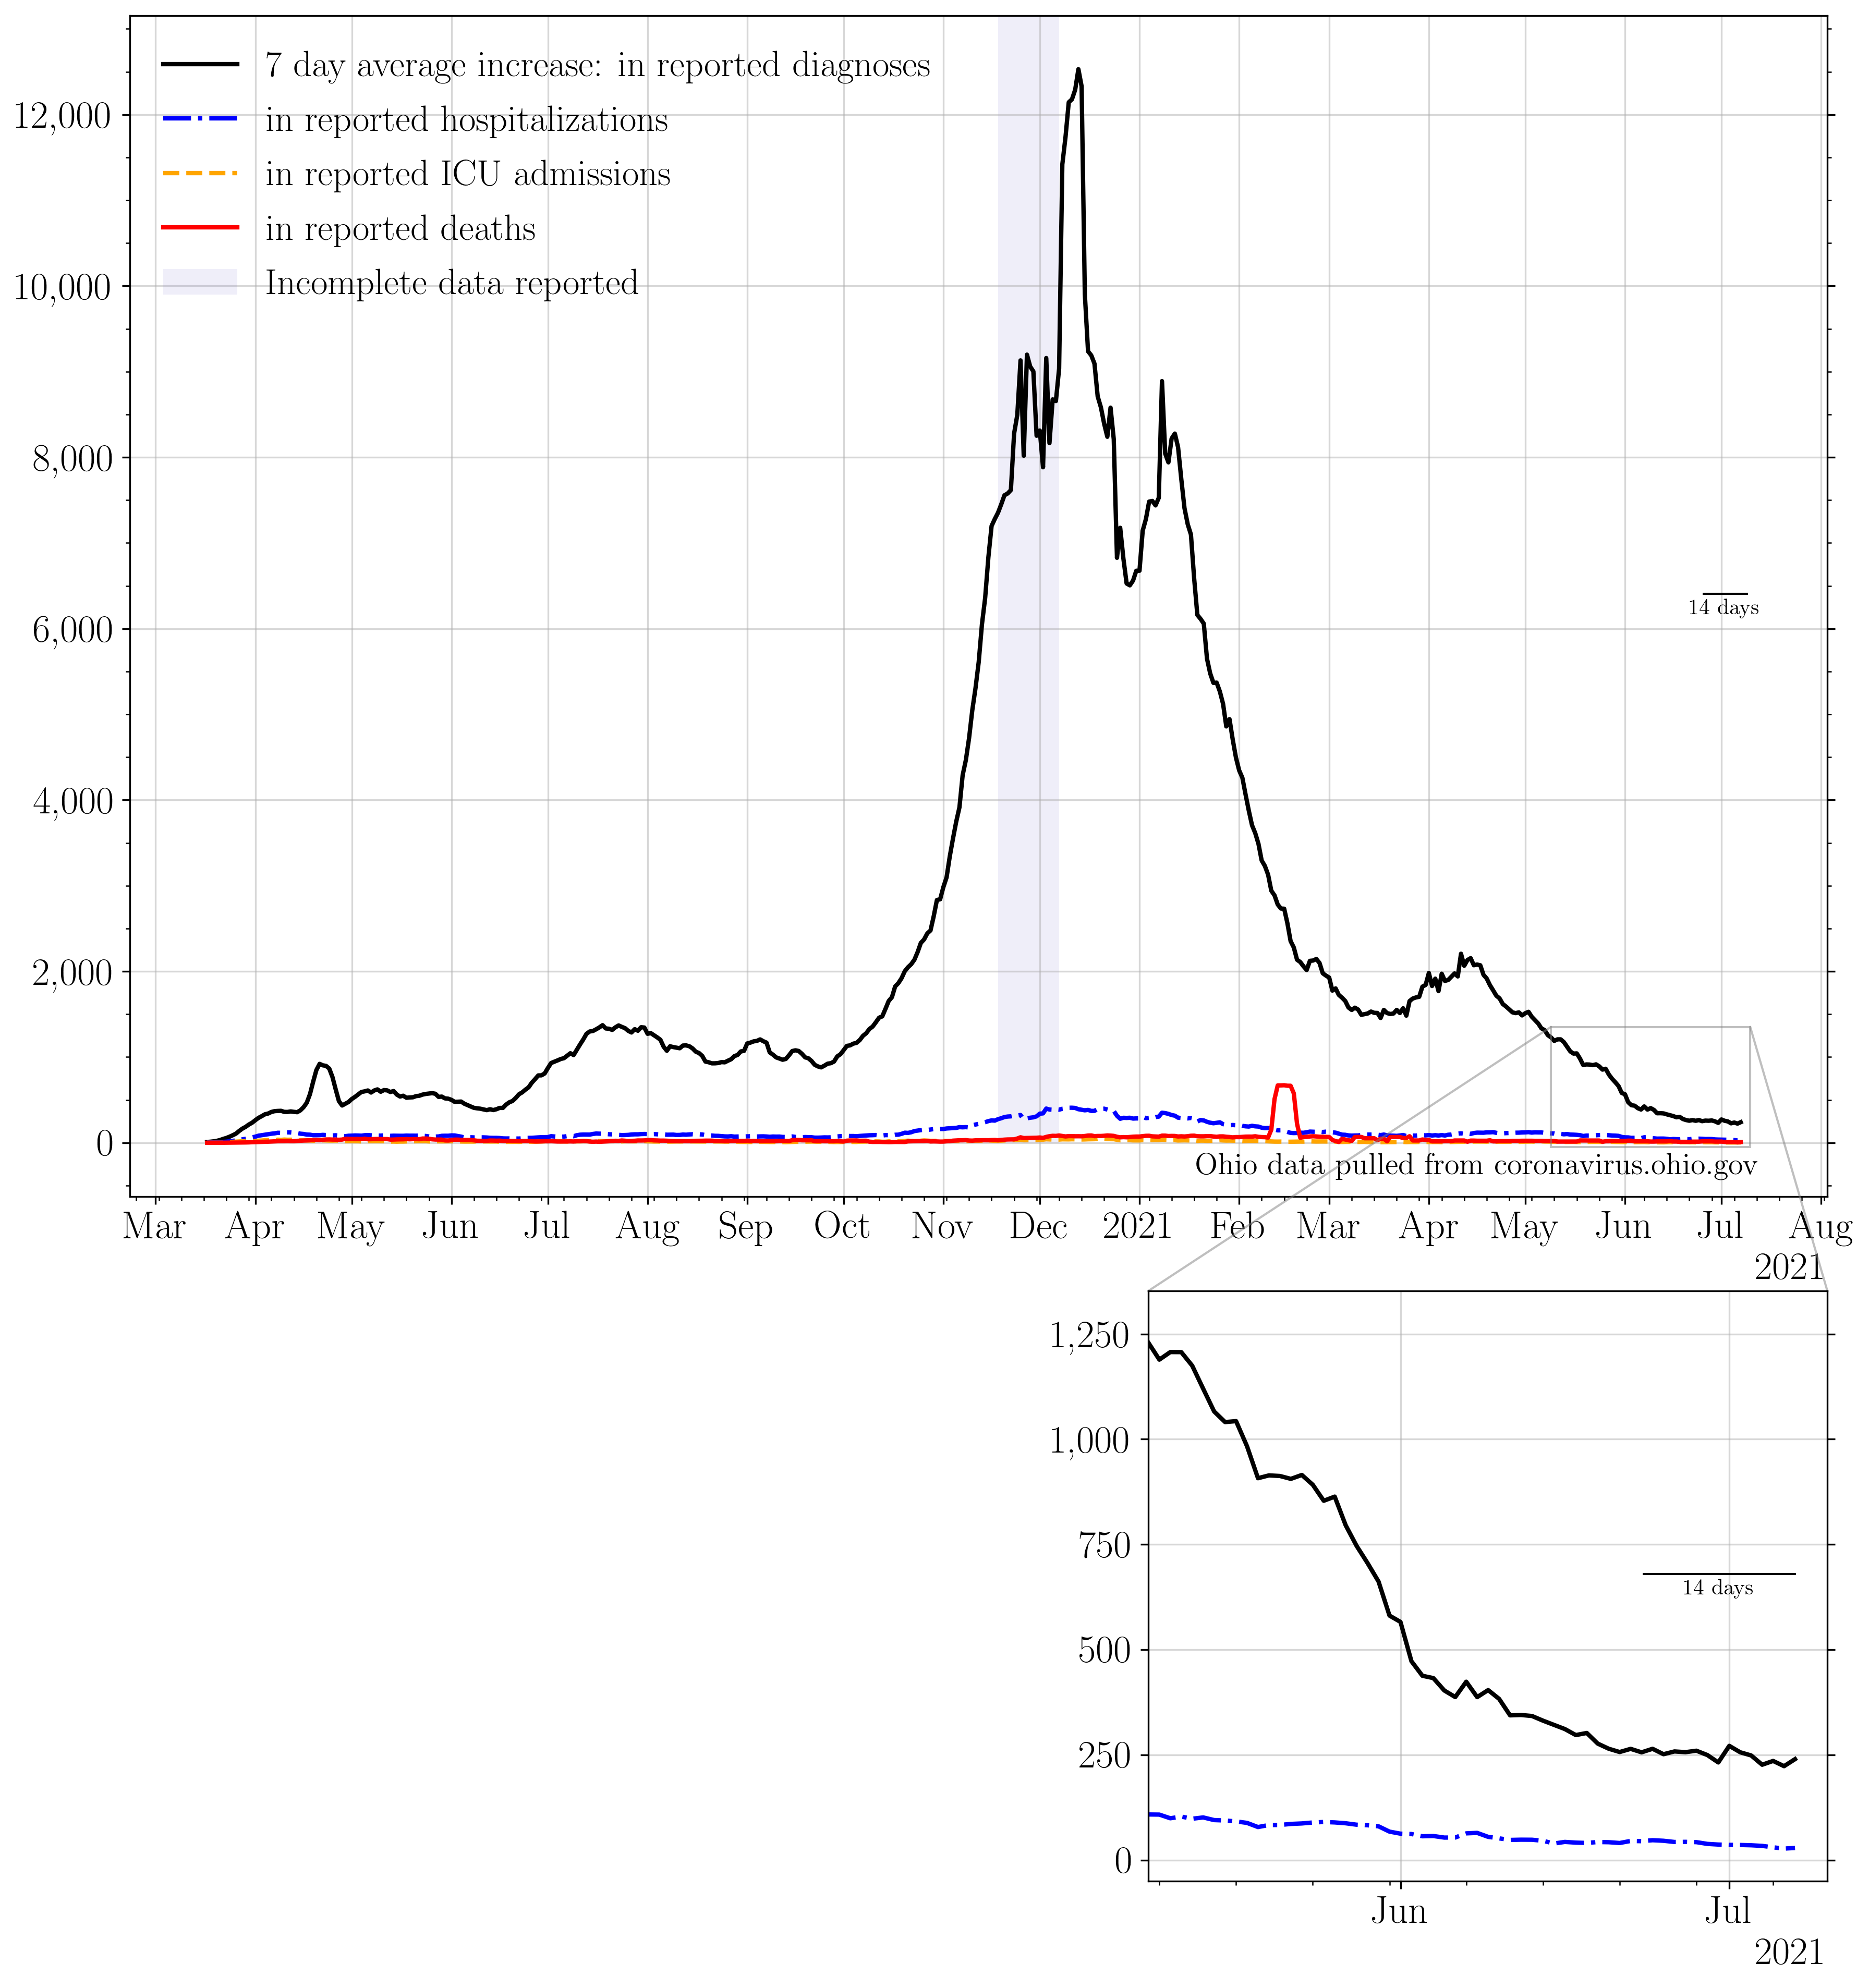 7 day average increase: in reported diagnoses
in reported hospitalizations
in reported ICU admissions
in reported deaths
Incomplete data reported
12,000
10,000
8,000
6,000
4,000
2,000
0
14 days
Ohio data pulled from coronavirus.ohio.gov
Mar Apr May Jun Jul Aug Sep Oct Nov Dec 2021 Feb Mar Apr May Jun Jul Aug
2021
1,250
1,000
750
500
250
0
14 days
Jun Jul
2021